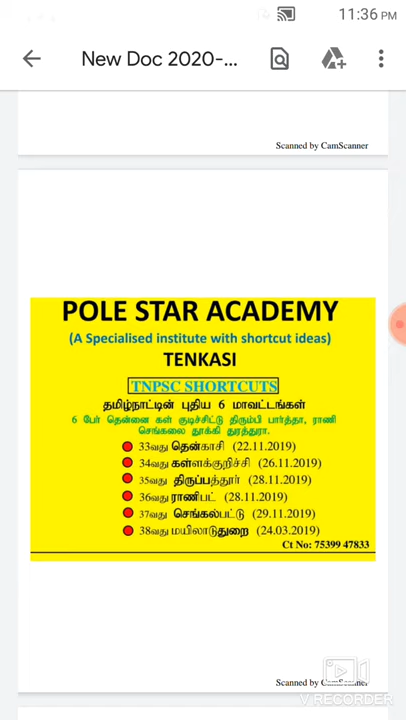 11:36 PM
New Doc 2020-...
Scanned by CamScanner
POLE STAR ACADEMY
(A Specialised institute with shortcut ideas)
TENKASI
TNPSC SHORTCUTS
தமிழ்நாட்டின் புதிய 6 மாவட்டங்கள்
6 பேர் தென்னை கள் குடிச்சிட்டு திரும்பி பார்த்தா, ராணி
செங்கலை தூக்கி துரத்துரா.
33வது தென்காசி (22.11.2019)
34வது கள்ளக்குறிச்சி (26.11.2019)
35வது திருப்பத்தூர் (28.11.2019)
36வது ராணிபட் (28.11.2019)
37வது செங்கல்பட்டு (29.11.2019)
38வது மயிலாடுதுறை (24.03.2019)
Ct No: 75399 47833
Scanned by CamScanner
V RECORDER